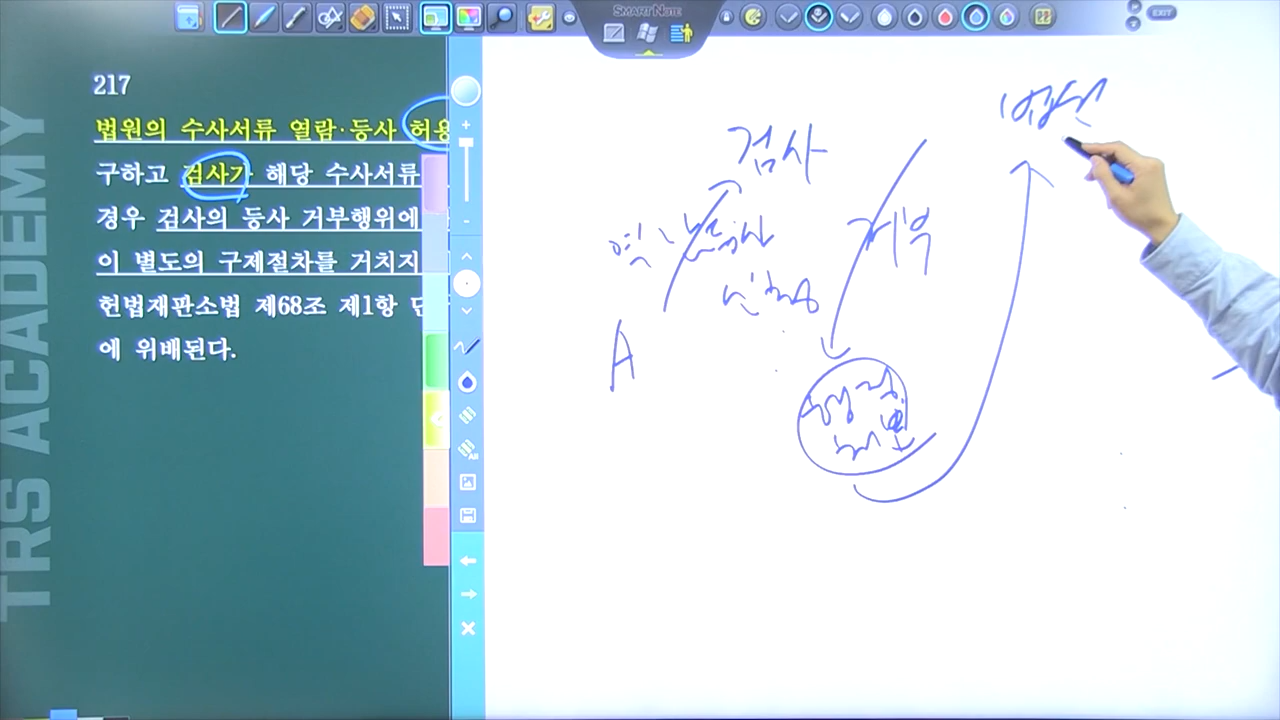 SMART NOTE
EXIT
217
법원의 수사서류 열람·등사 허용
구하고 검사가 해당 수사서류
경우 검사의 등사 거부행위에
이 별도의 구제절차를 거치지
헌법재판소법 제68조 제1항 단
에 위배된다.
TRS ACADEMY
법원
검사
거부
신청
A
All